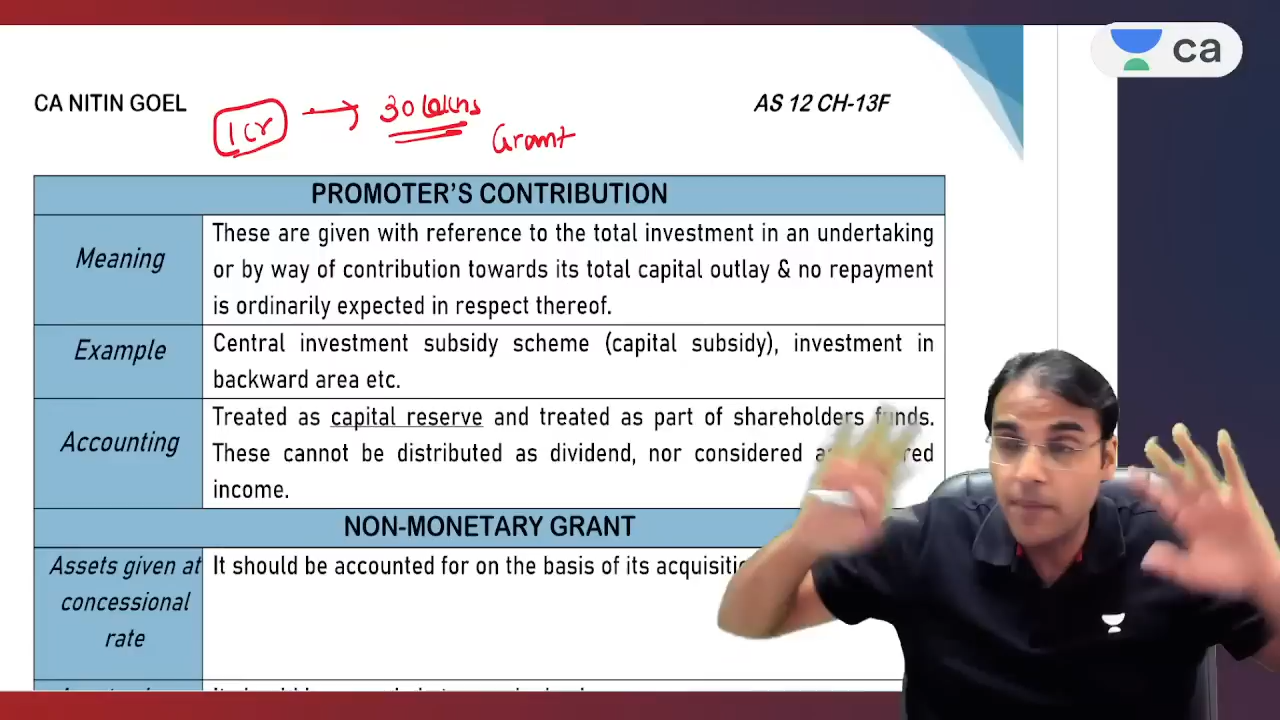 ca
CA NITIN GOEL
1 cr → 30 lakhs
Grant
AS 12 CH-13F
PROMOTER'S CONTRIBUTION
Meaning
These are given with reference to the total investment in an undertaking
or by way of contribution towards its total capital outlay & no repayment
is ordinarily expected in respect thereof.
Example
Central investment subsidy scheme (capital subsidy), investment in
backward area etc.
Accounting
Treated as capital reserve and treated as part of shareholders funds.
These cannot be distributed as dividend, nor considered
income.
NON-MONETARY GRANT
Assets given at
concessional
rate
It should be accounted for on the basis of its